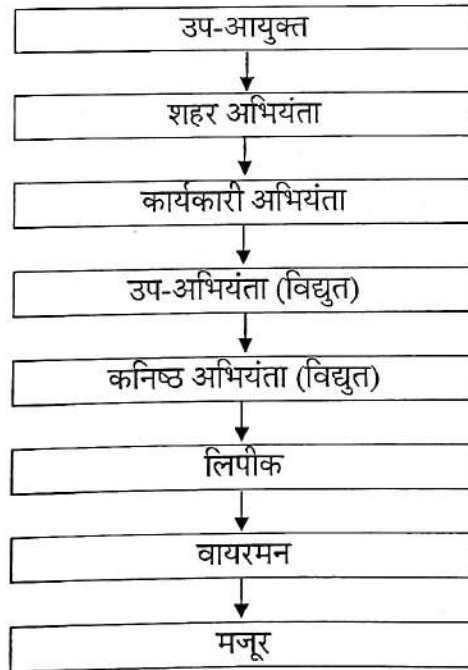 उप-आयुक्त
शहर अभियंता
कार्यकारी अभियंता
उप-अभियंता (विद्युत)
कनिष्ठ अभियंता (विद्युत)
लिपीक
वायरमन
मजूर